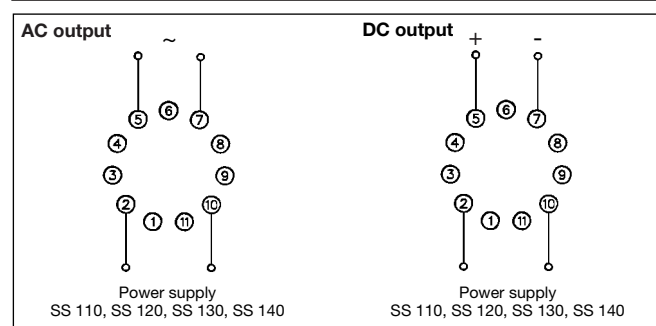 AC output
~
5 6 7
4 8
3 9
2 10
1 11
Power supply
SS 110, SS 120, SS 130, SS 140
DC output
+ -
5 6 7
4 8
3 9
2 10
1 11
Power supply
SS 110, SS 120, SS 130, SS 140